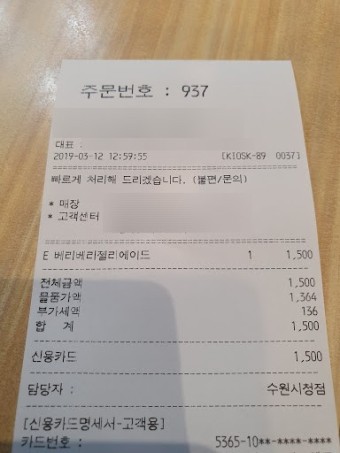 주문번호 : 937
대표 :
2019-03-12 12:59:55 [KIOSK-89 0037]
빠르게 처리해 드리겠습니다. (불편/문의)
* 매장
* 고객센터
E 베리베리젤리에이드 1 1,500
전체금액 1,500
물품가액 1,364
부가세액 136
합 계 1,500
신용카드 1,500
담당자 : 수원시청점
[신용카드명세서-고객용]
카드번호 : 5365-10**-****-****